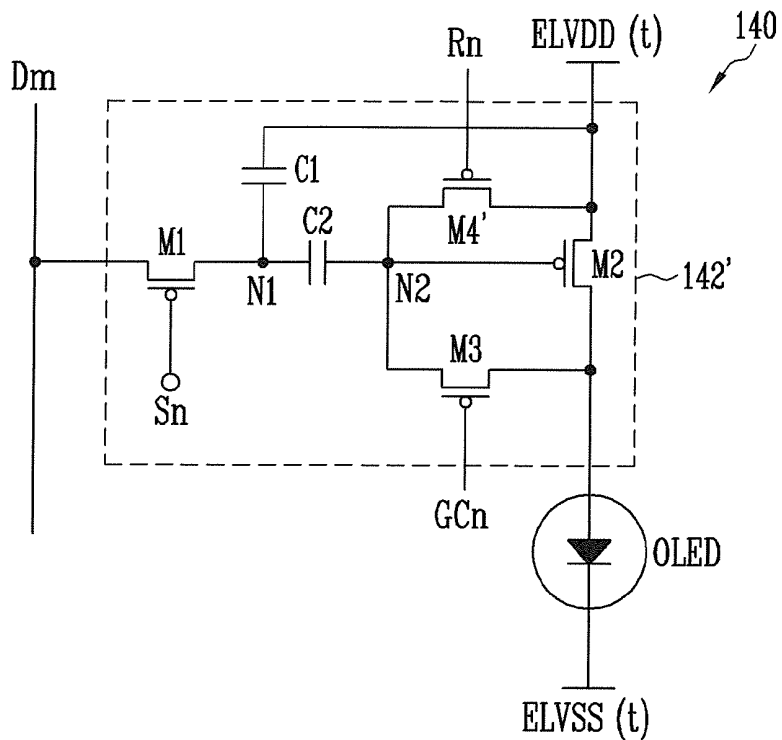 140
ELVDD (t)
Rn
Dm
C1
C2
M4'
M1
M2
142'
N1
N2
M3
Sn
GCn
OLED
ELVSS (t)